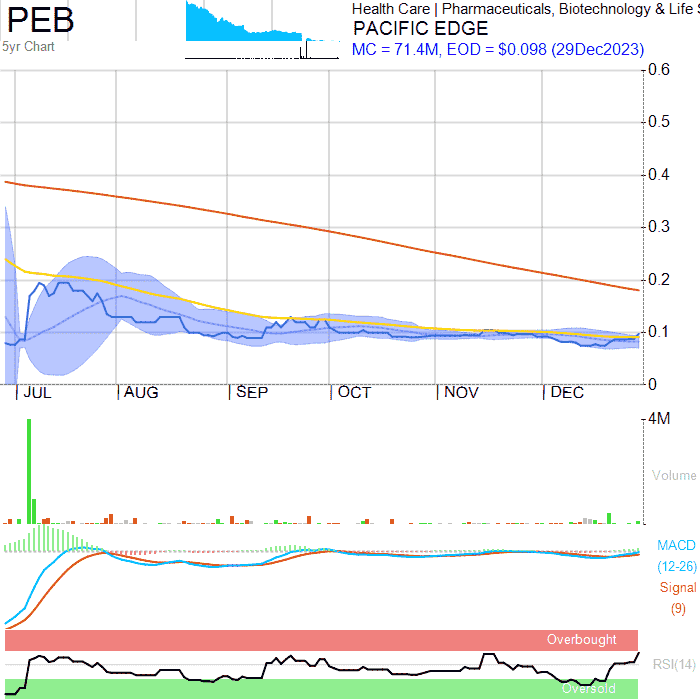 PEB
5yr Chart
Health Care | Pharmaceuticals, Biotechnology & Life S
PACIFIC EDGE
MC = 71.4M, EOD = $0.098 (29Dec2023)
0.6
0.5
0.4
0.3
0.2
0.1
0
JUL AUG SEP OCT NOV DEC
4M
Volume
MACD
(12-26)
Signal
(9)
Overbought
RSI(14)
Oversold